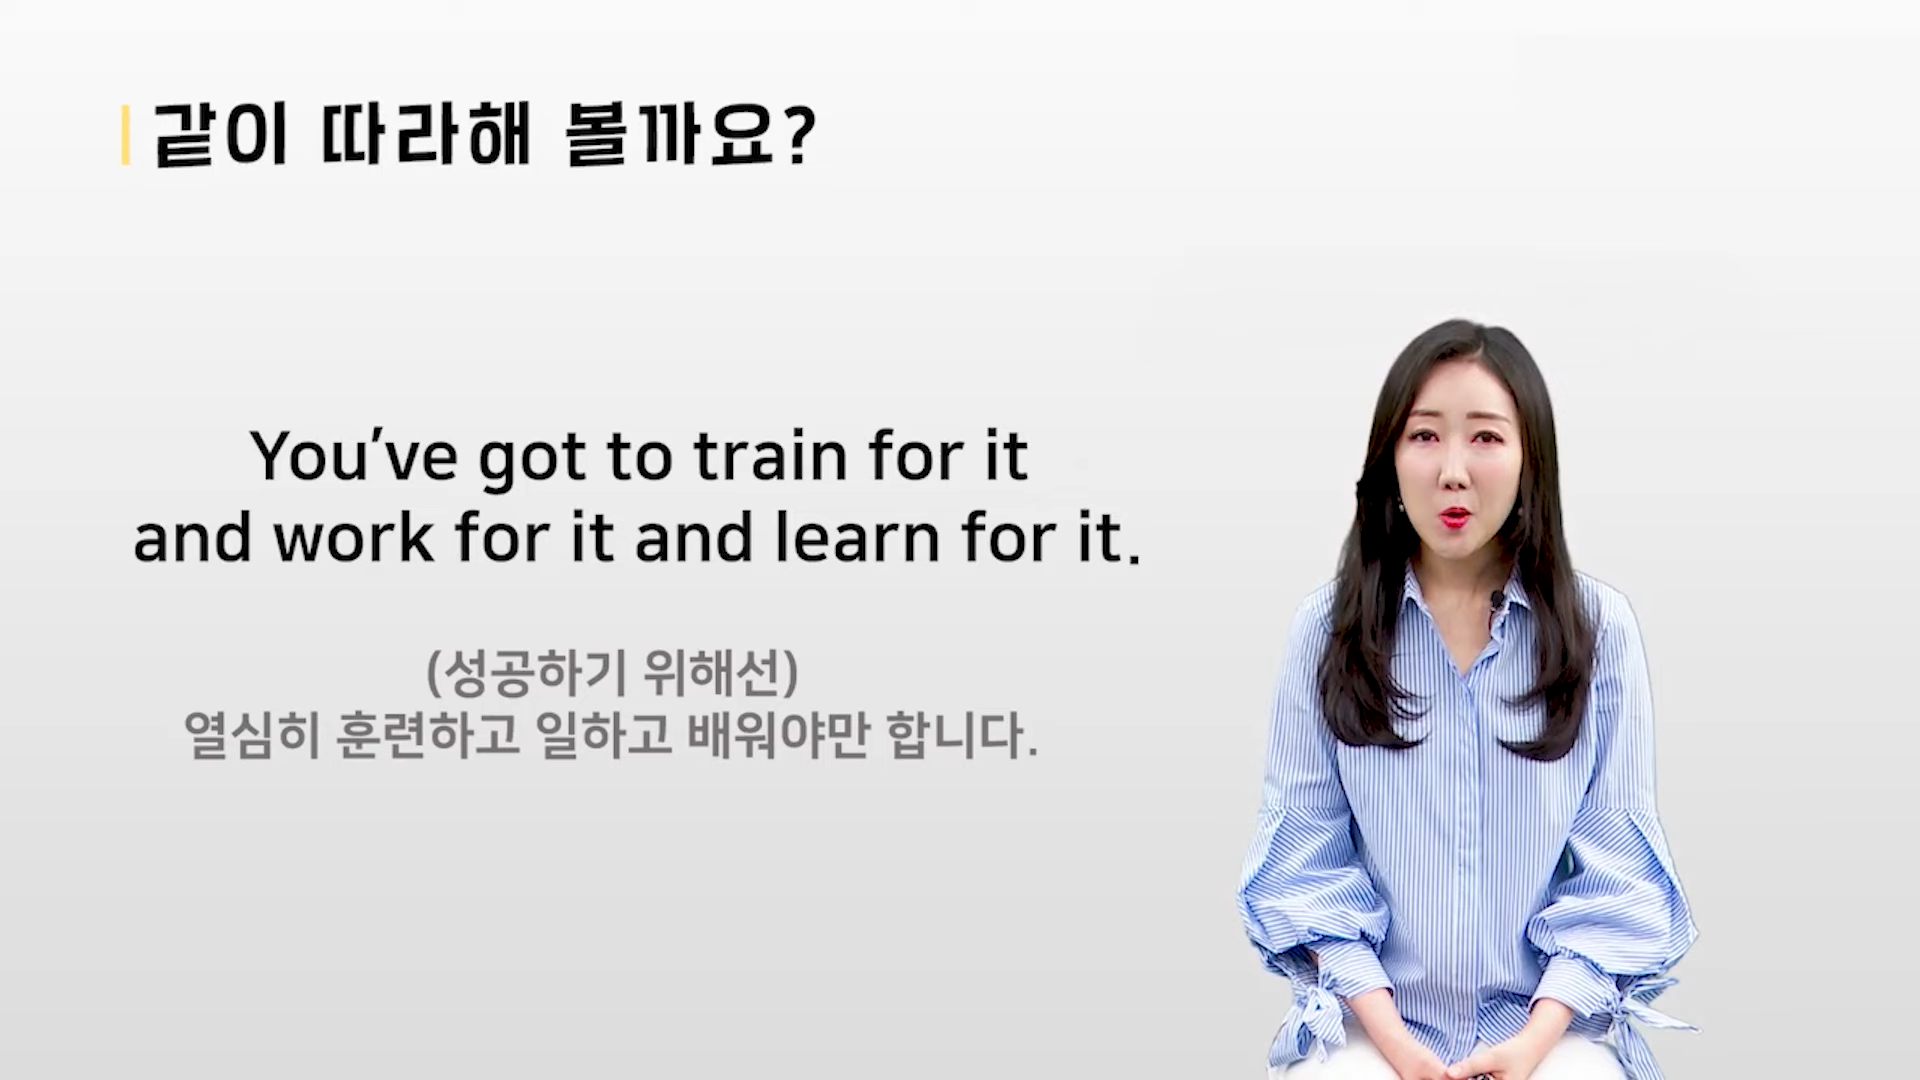 같이 따라해 볼까요?
You've got to train for it
and work for it and learn for it.
(성공하기 위해선)
열심히 훈련하고 일하고 배워야만 합니다.